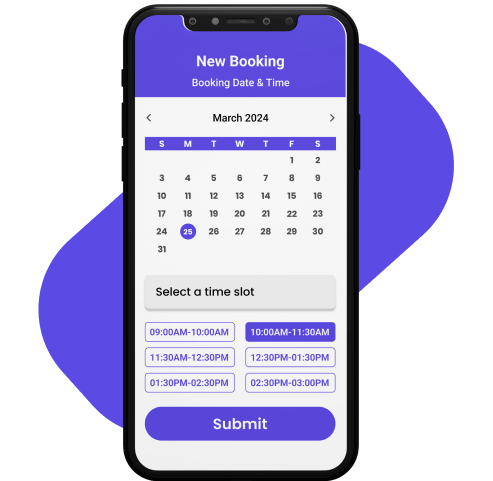 New Booking
Booking Date & Time
March 2024
S M T W T F S
1 2
3 4 5 6 7 8 9
10 11 12 13 14 15 16
17 18 19 20 21 22 23
24 25 26 27 28 29 30
31
Select a time slot
09:00AM-10:00AM 10:00AM-11:30AM
11:30AM-12:30PM 12:30PM-01:30PM
01:30PM-02:30PM 02:30PM-03:00PM
Submit